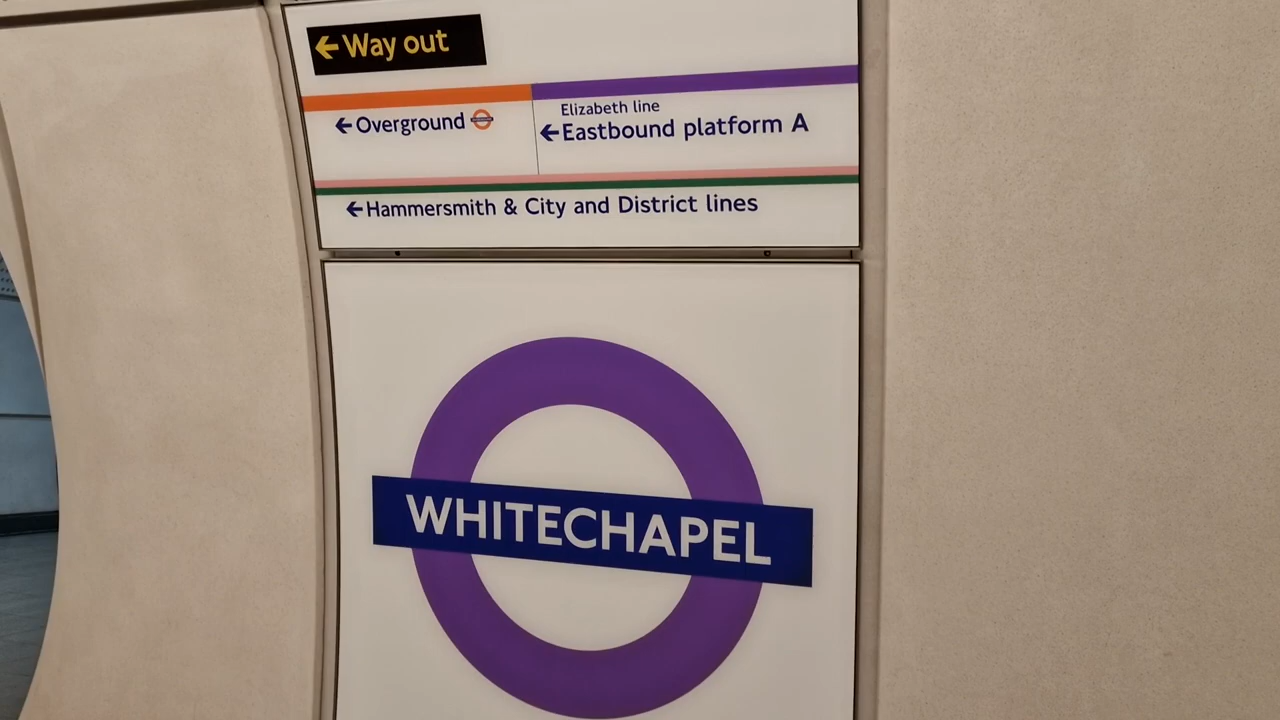 ←Way out
←Overground
Elizabeth line
←Eastbound platform A
←Hammersmith & City and District lines
WHITECHAPEL